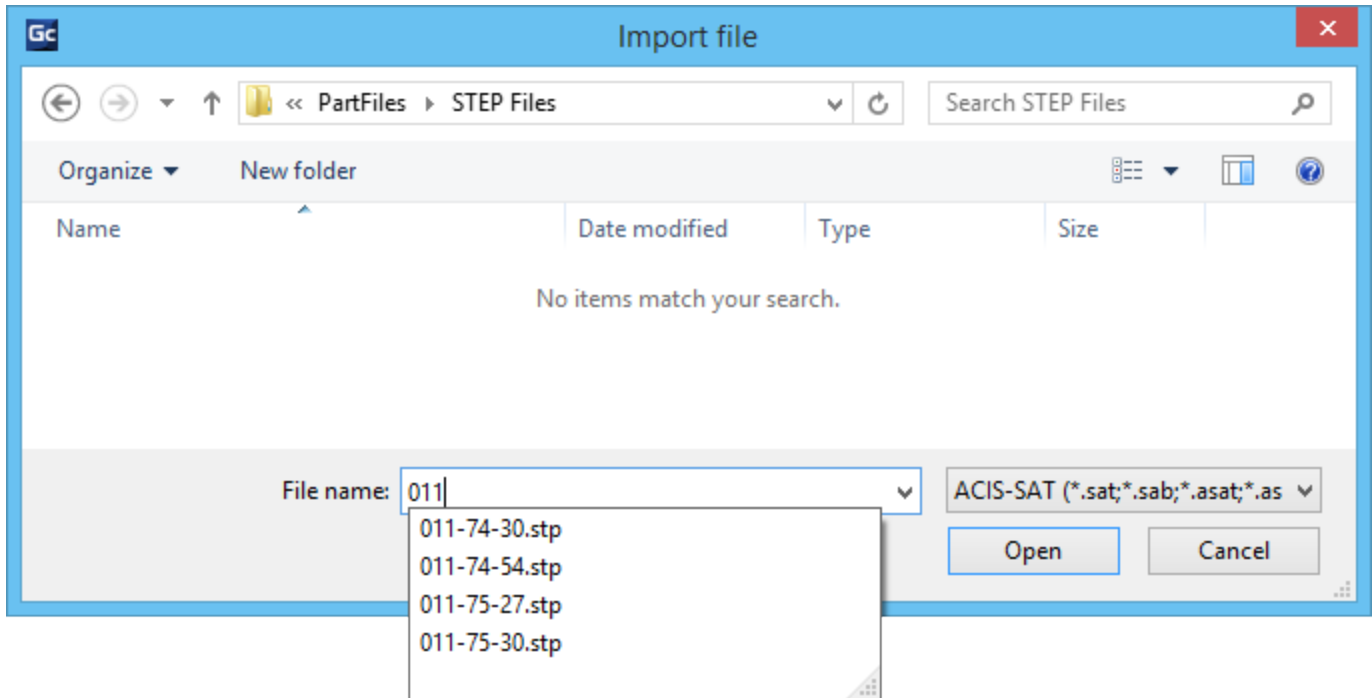 Gc Import file ×
« PartFiles STEP Files Search STEP Files
Organize New folder ?
Name Date modified Type Size
No items match your search.
File name: 011 ACIS-SAT (*.sat;*.sab;*.asat;*.as
011-74-30.stp
011-74-54.stp
011-75-27.stp
011-75-30.stp
Open Cancel